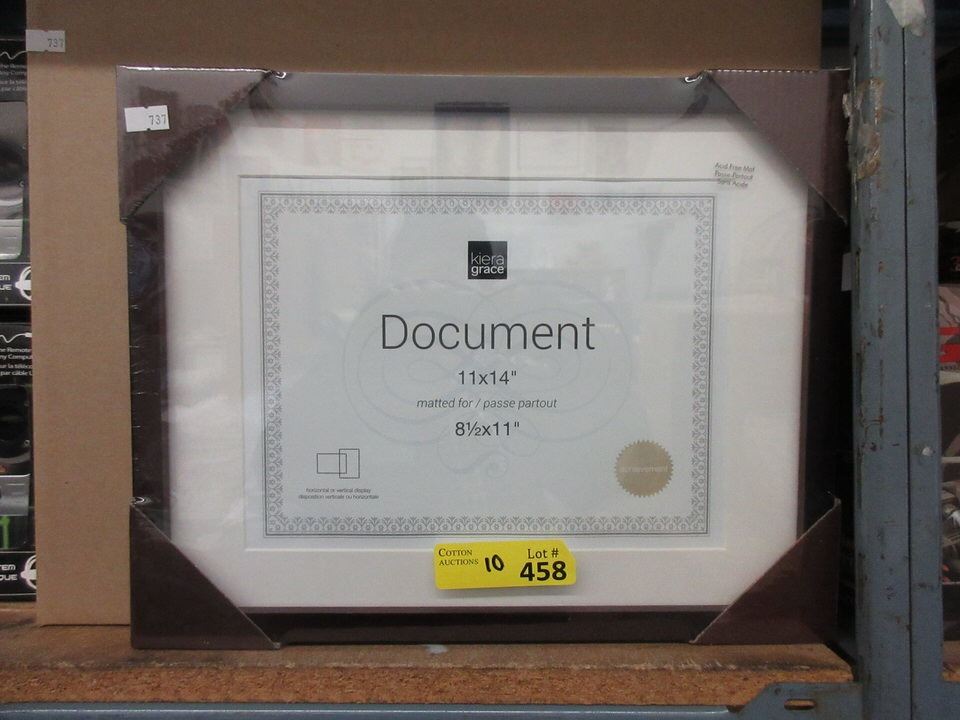 737
737
Acid-Free Mat
Passe-Partout
Sans Acide
kiera
grace
Document
11x14"
matted for / passe partout
8½x11"
horizontal or vertical display
disposition verticale ou horizontale
achievement
COTTON
AUCTIONS
10
Lot #
458